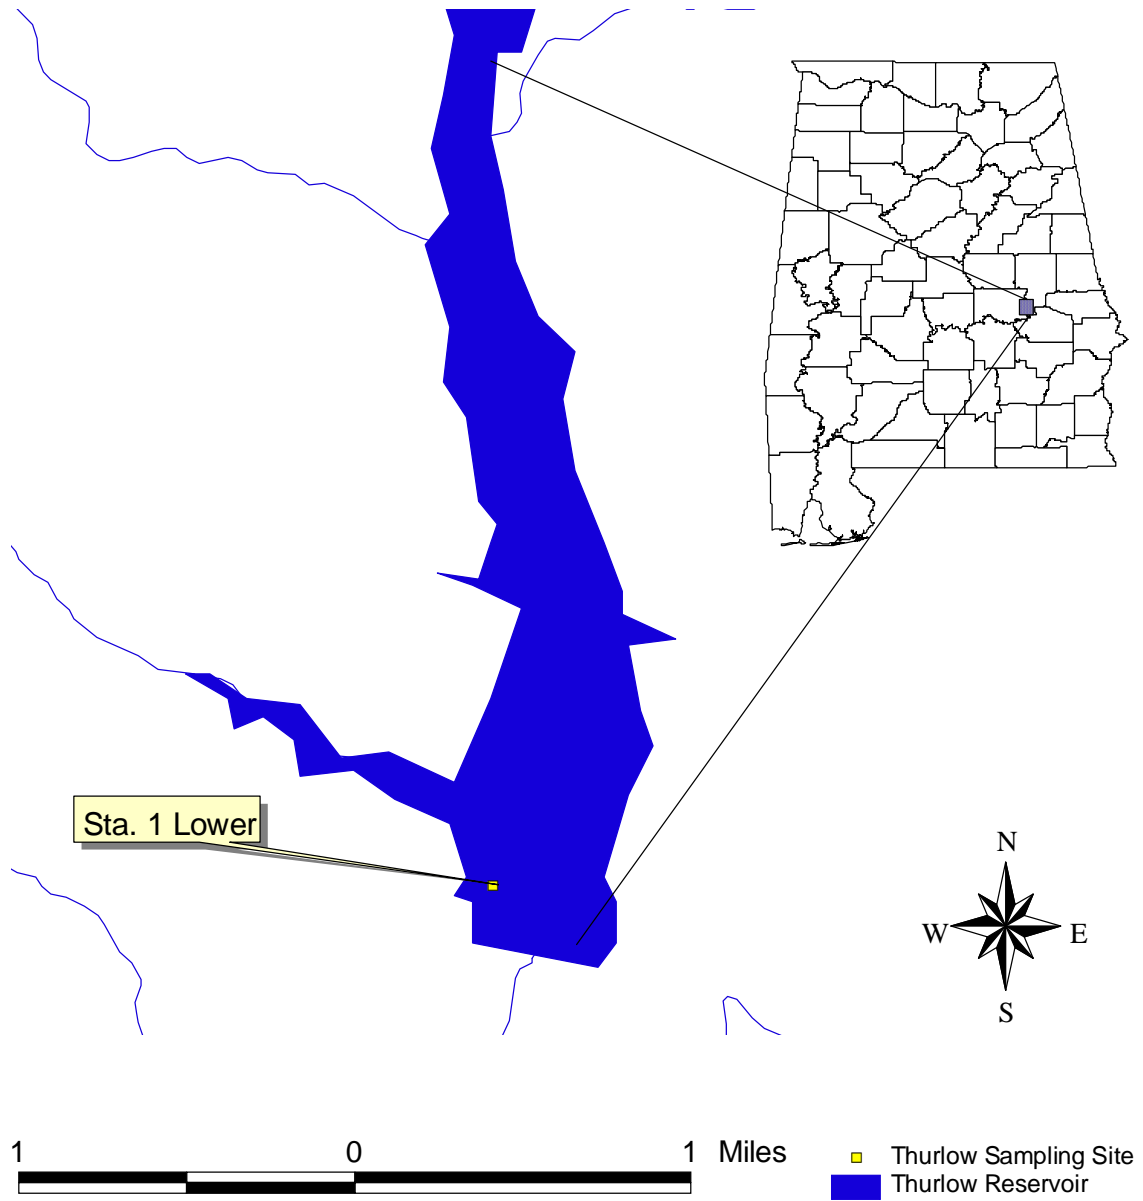 Sta. 1 Lower
N
W E
S
1 0 1 Miles
Thurlow Sampling Site
Thurlow Reservoir